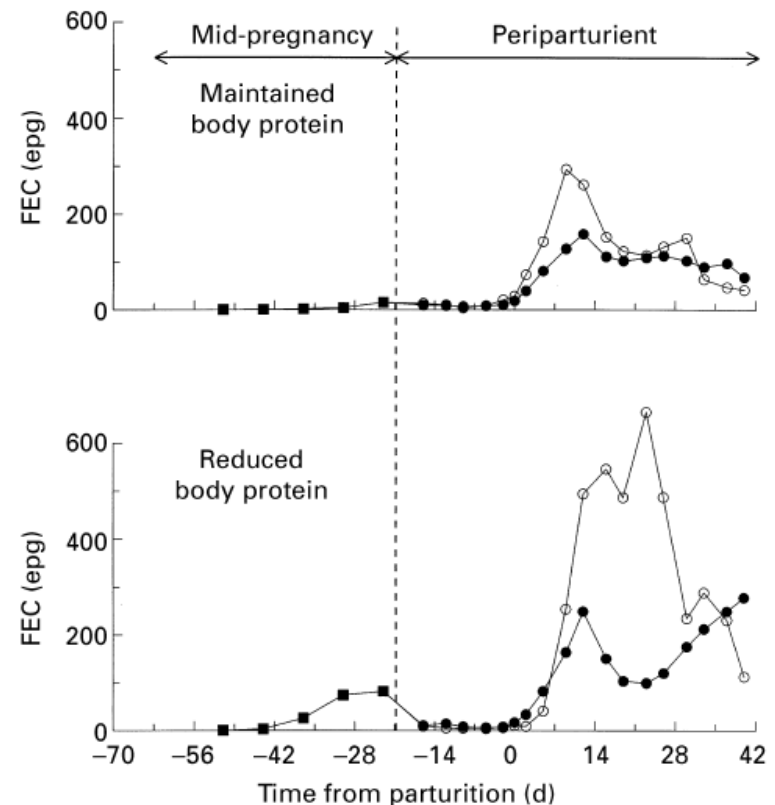 600
Mid-pregnancy
Periparturient
Maintained
body protein
400
FEC (epg)
200
0
600
Reduced
body protein
400
FEC (epg)
200
0
−70 −56 −42 −28 −14 0 14 28 42
Time from parturition (d)